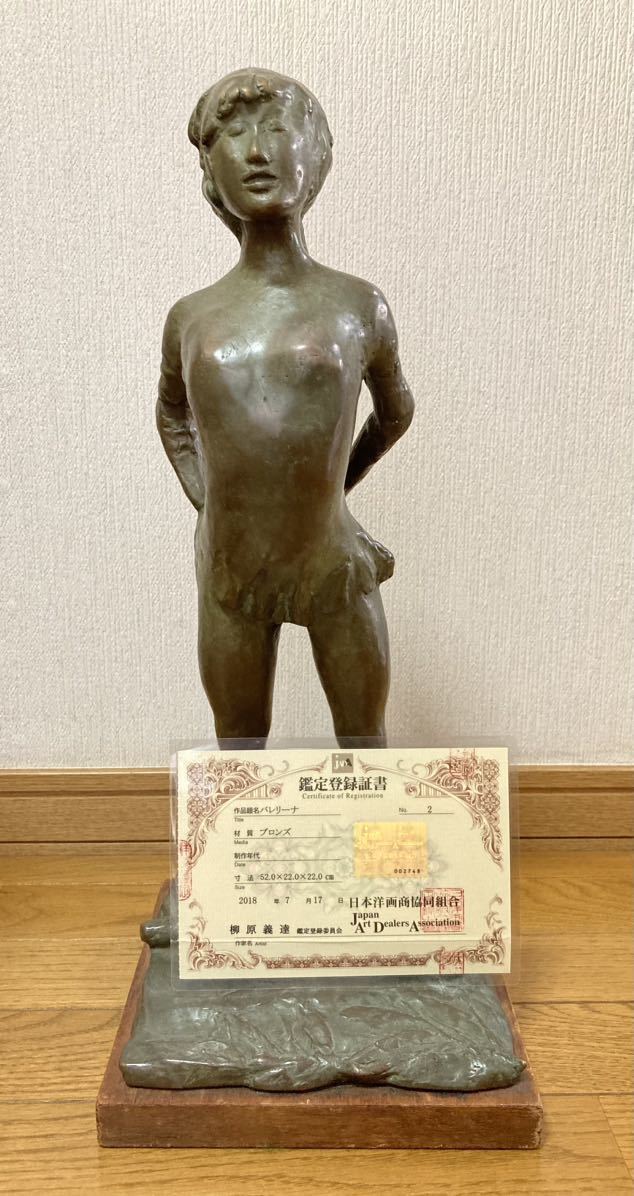 鑑定登録証書
Certificate of Registration
作品題名 バレリーナ No. 2
Title
材質 ブロンズ
Media
制作年代
Date
002748
寸法 52.0×22.0×22.0 cm
Size
2018 年 7 月 17 日 日本洋画商協同組合
Japan
Art Dealers Association
柳原義達 鑑定登録委員会
作家名 Artist